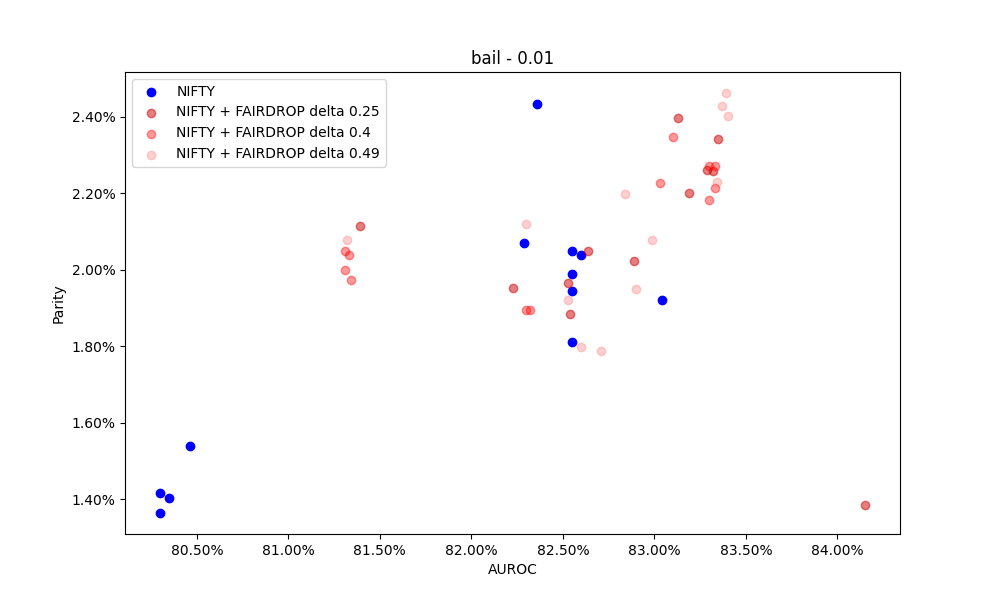 bail - 0.01
NIFTY
NIFTY + FAIRDROP delta 0.25
NIFTY + FAIRDROP delta 0.4
NIFTY + FAIRDROP delta 0.49
2.40%
2.20%
2.00%
1.80%
1.60%
1.40%
Parity
80.50% 81.00% 81.50% 82.00% 82.50% 83.00% 83.50% 84.00%
AUROC